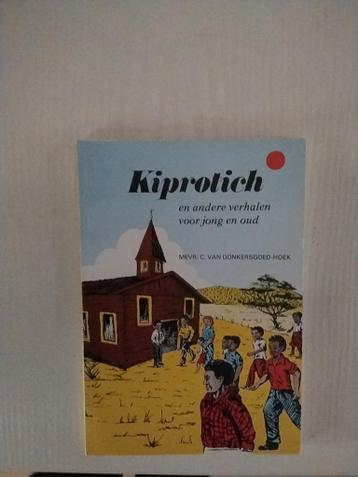 Kiprotich
en andere verhalen
voor jong en oud
MEVR. C. VAN DONKERSGOED-HOEK